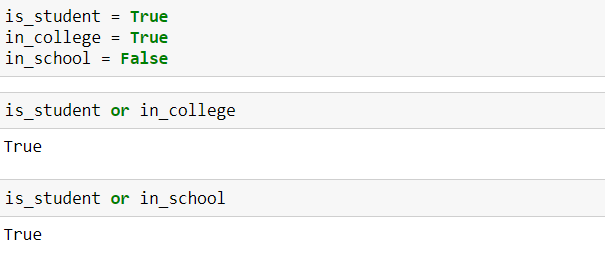 is_student = True
in_college = True
in_school = False
is_student or in_college
True
is_student or in_school
True